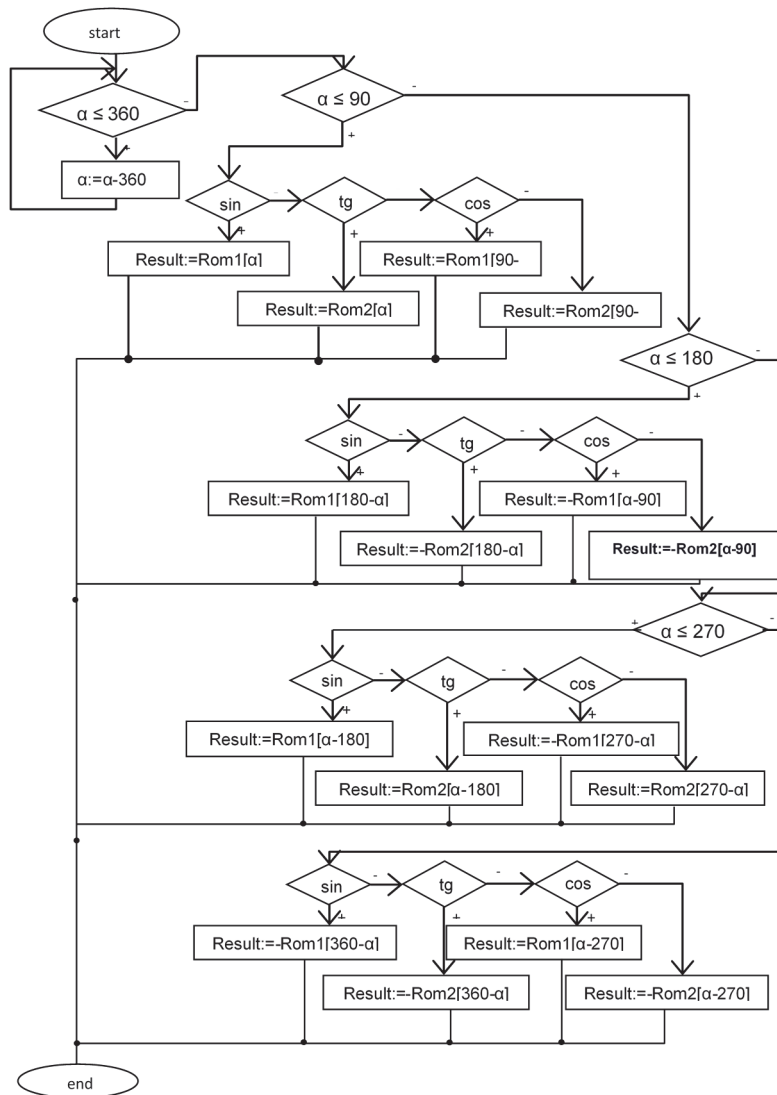 start
α ≤ 360
-
+
α:=α-360
α ≤ 90
-
+
sin
-
tg
cos
-
+
+
+
Result:=Rom1[α]
Result:=Rom1[90-
Result:=Rom2[α]
Result:=Rom2[90-
α ≤ 180
-
+
sin
-
tg
-
cos
-
+
+
+
Result:=Rom1[180-α]
Result:=-Rom1[α-90]
Result:=-Rom2[180-α]
Result:=-Rom2[α-90]
+
α ≤ 270
-
sin
-
tg
-
cos
-
+
+
+
Result:=Rom1[α-180]
Result:=-Rom1[270-α]
Result:=Rom2[α-180]
Result:=Rom2[270-α]
sin
-
tg
-
cos
-
+
+
+
Result:=-Rom1[360-α]
Result:=Rom1[α-270]
Result:=-Rom2[360-α]
Result:=-Rom2[α-270]
end